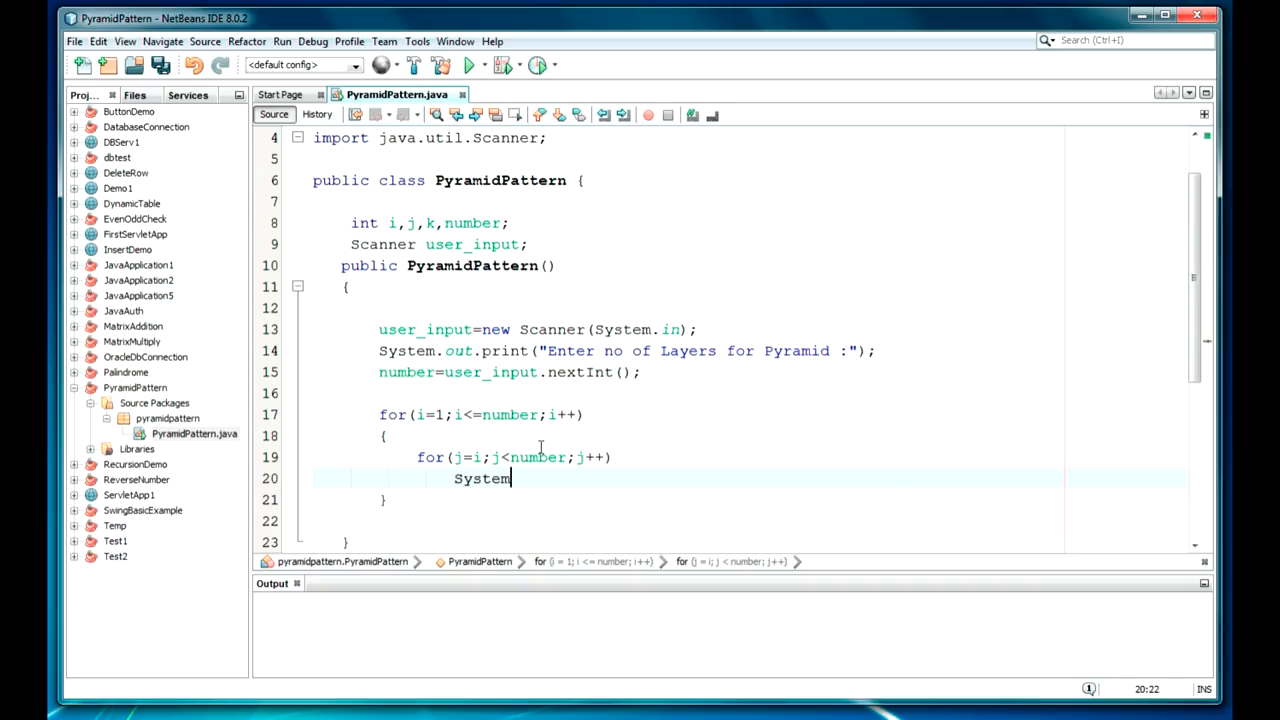 PyramidPattern - NetBeans IDE 8.0.2
File Edit View Navigate Source Refactor Run Debug Profile Team Tools Window Help
Search (Ctrl+I)
<default config>
Proj... Files Services
Start Page PyramidPattern.java
Source History
ButtonDemo
DatabaseConnection
DBServ1
dbtest
DeleteRow
Demo1
DynamicTable
EvenOddCheck
FirstServletApp
InsertDemo
JavaApplication1
JavaApplication2
JavaApplication5
JavaAuth
MatrixAddition
MatrixMultiply
OracleDbConnection
Palindrome
PyramidPattern
Source Packages
pyramidpattern
PyramidPattern.java
Libraries
RecursionDemo
ReverseNumber
ServletApp1
SwingBasicExample
Temp
Test1
Test2
4 import java.util.Scanner;
5
6 public class PyramidPattern {
7
8 int i,j,k,number;
9 Scanner user_input;
10 public PyramidPattern()
11 {
12
13 user_input=new Scanner(System.in);
14 System.out.print("Enter no of Layers for Pyramid :");
15 number=user_input.nextInt();
16
17 for(i=1;i<=number;i++)
18 {
19 for(j=i;j<number;j++)
20 System
21 }
22
23 }
pyramidpattern.PyramidPattern PyramidPattern for (i = 1; i <= number; i++) for (j = i; j < number; j++)
Output
1 20:22 INS